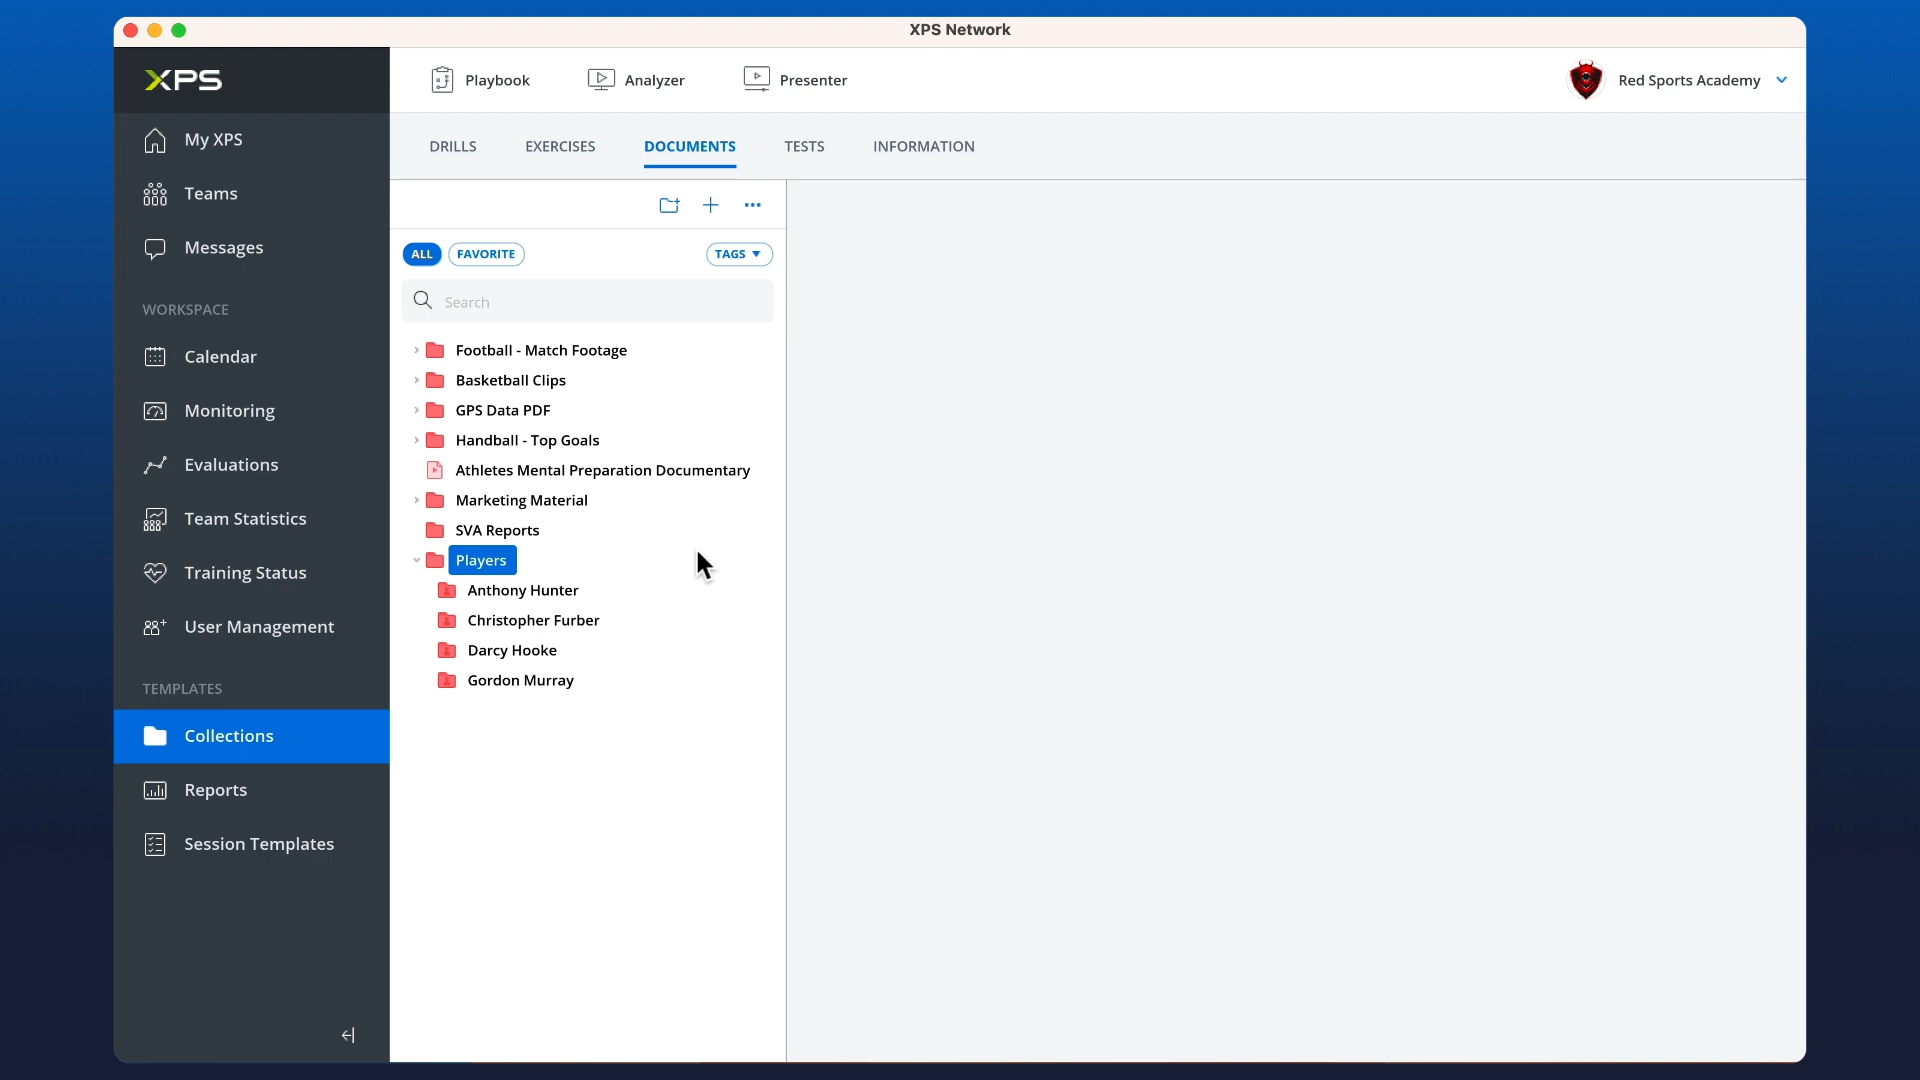 XPS Network
XPS
Playbook
Analyzer
Presenter
Red Sports Academy
My XPS
Teams
Messages
WORKSPACE
Calendar
Monitoring
Evaluations
Team Statistics
Training Status
User Management
TEMPLATES
Collections
Reports
Session Templates
DRILLS
EXERCISES
DOCUMENTS
TESTS
INFORMATION
ALL
FAVORITE
TAGS
Search
Football - Match Footage
Basketball Clips
GPS Data PDF
Handball - Top Goals
Athletes Mental Preparation Documentary
Marketing Material
SVA Reports
Players
Anthony Hunter
Christopher Furber
Darcy Hooke
Gordon Murray